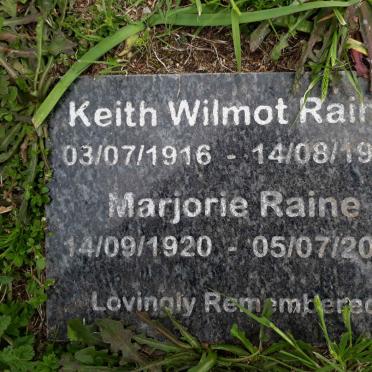 Keith Wilmot Rain
03/07/1916 - 14/08/19
Marjorie Raine
14/09/1920 - 05/07/20
Lovingly Remembered